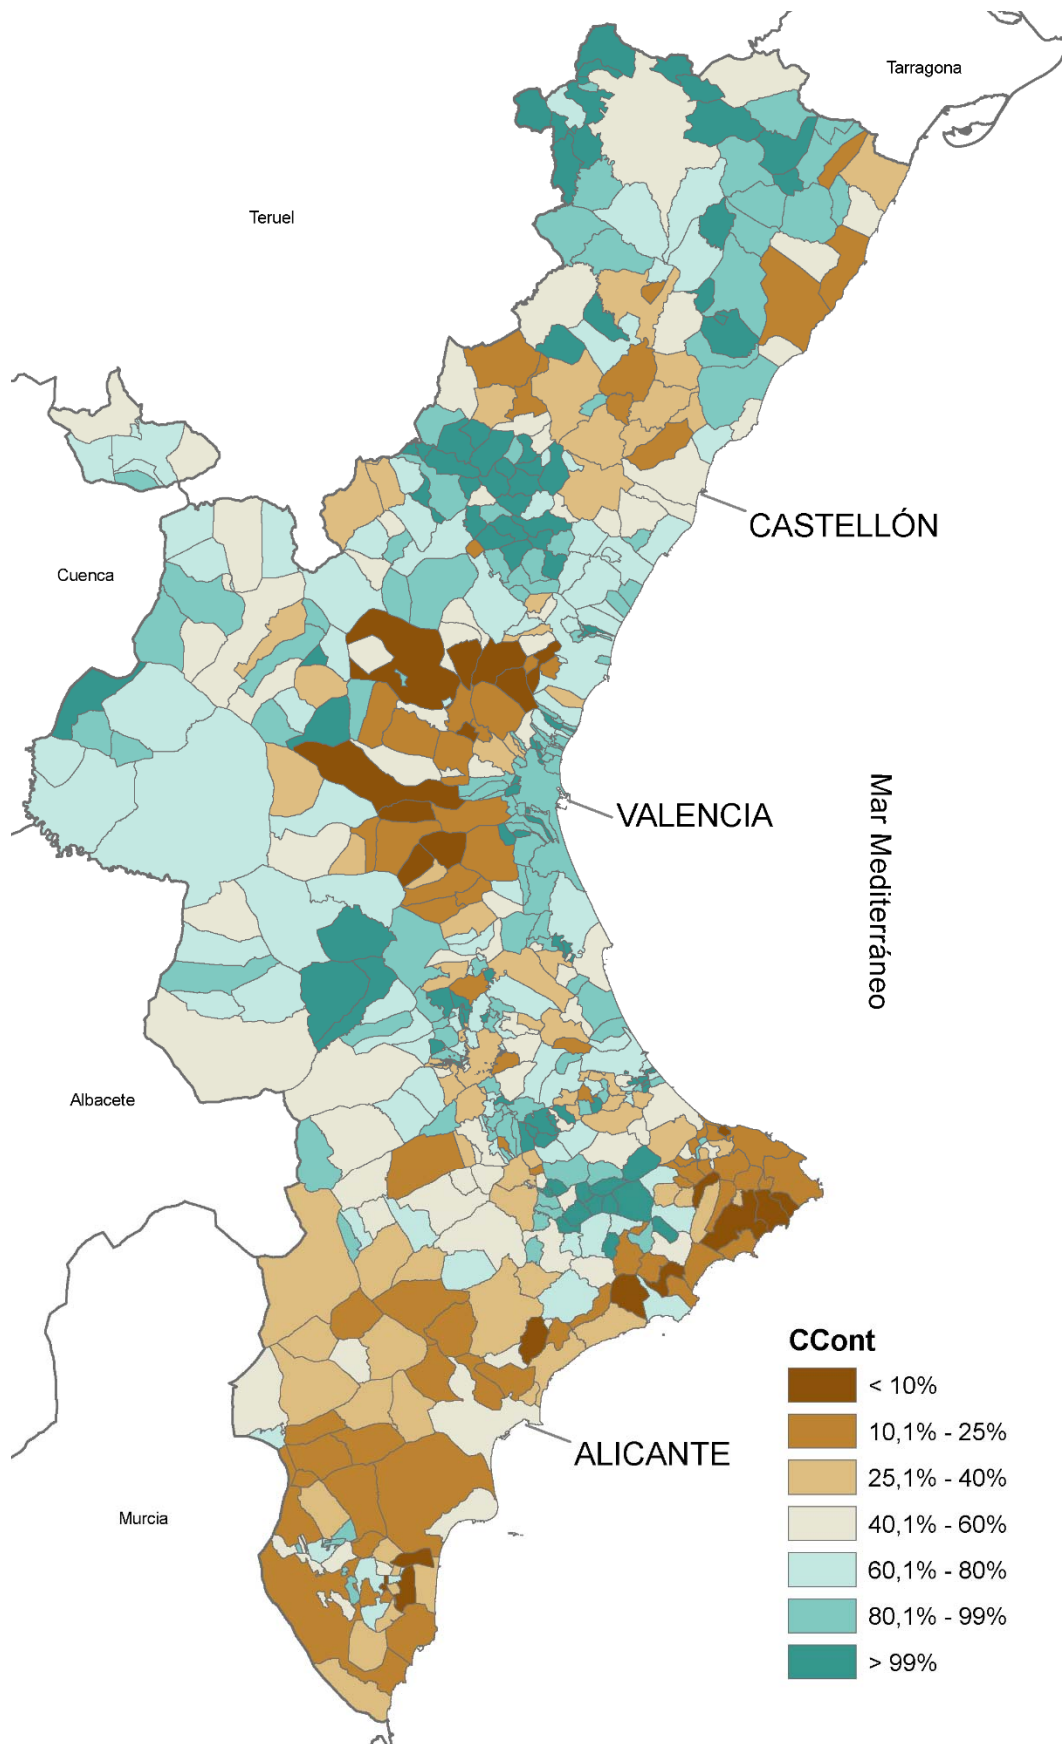 Tarragona
Teruel
CASTELLÓN
Cuenca
VALENCIA
Mar Mediterráneo
Albacete
CCont
< 10%
10,1% - 25%
25,1% - 40%
40,1% - 60%
60,1% - 80%
80,1% - 99%
> 99%
ALICANTE
Murcia